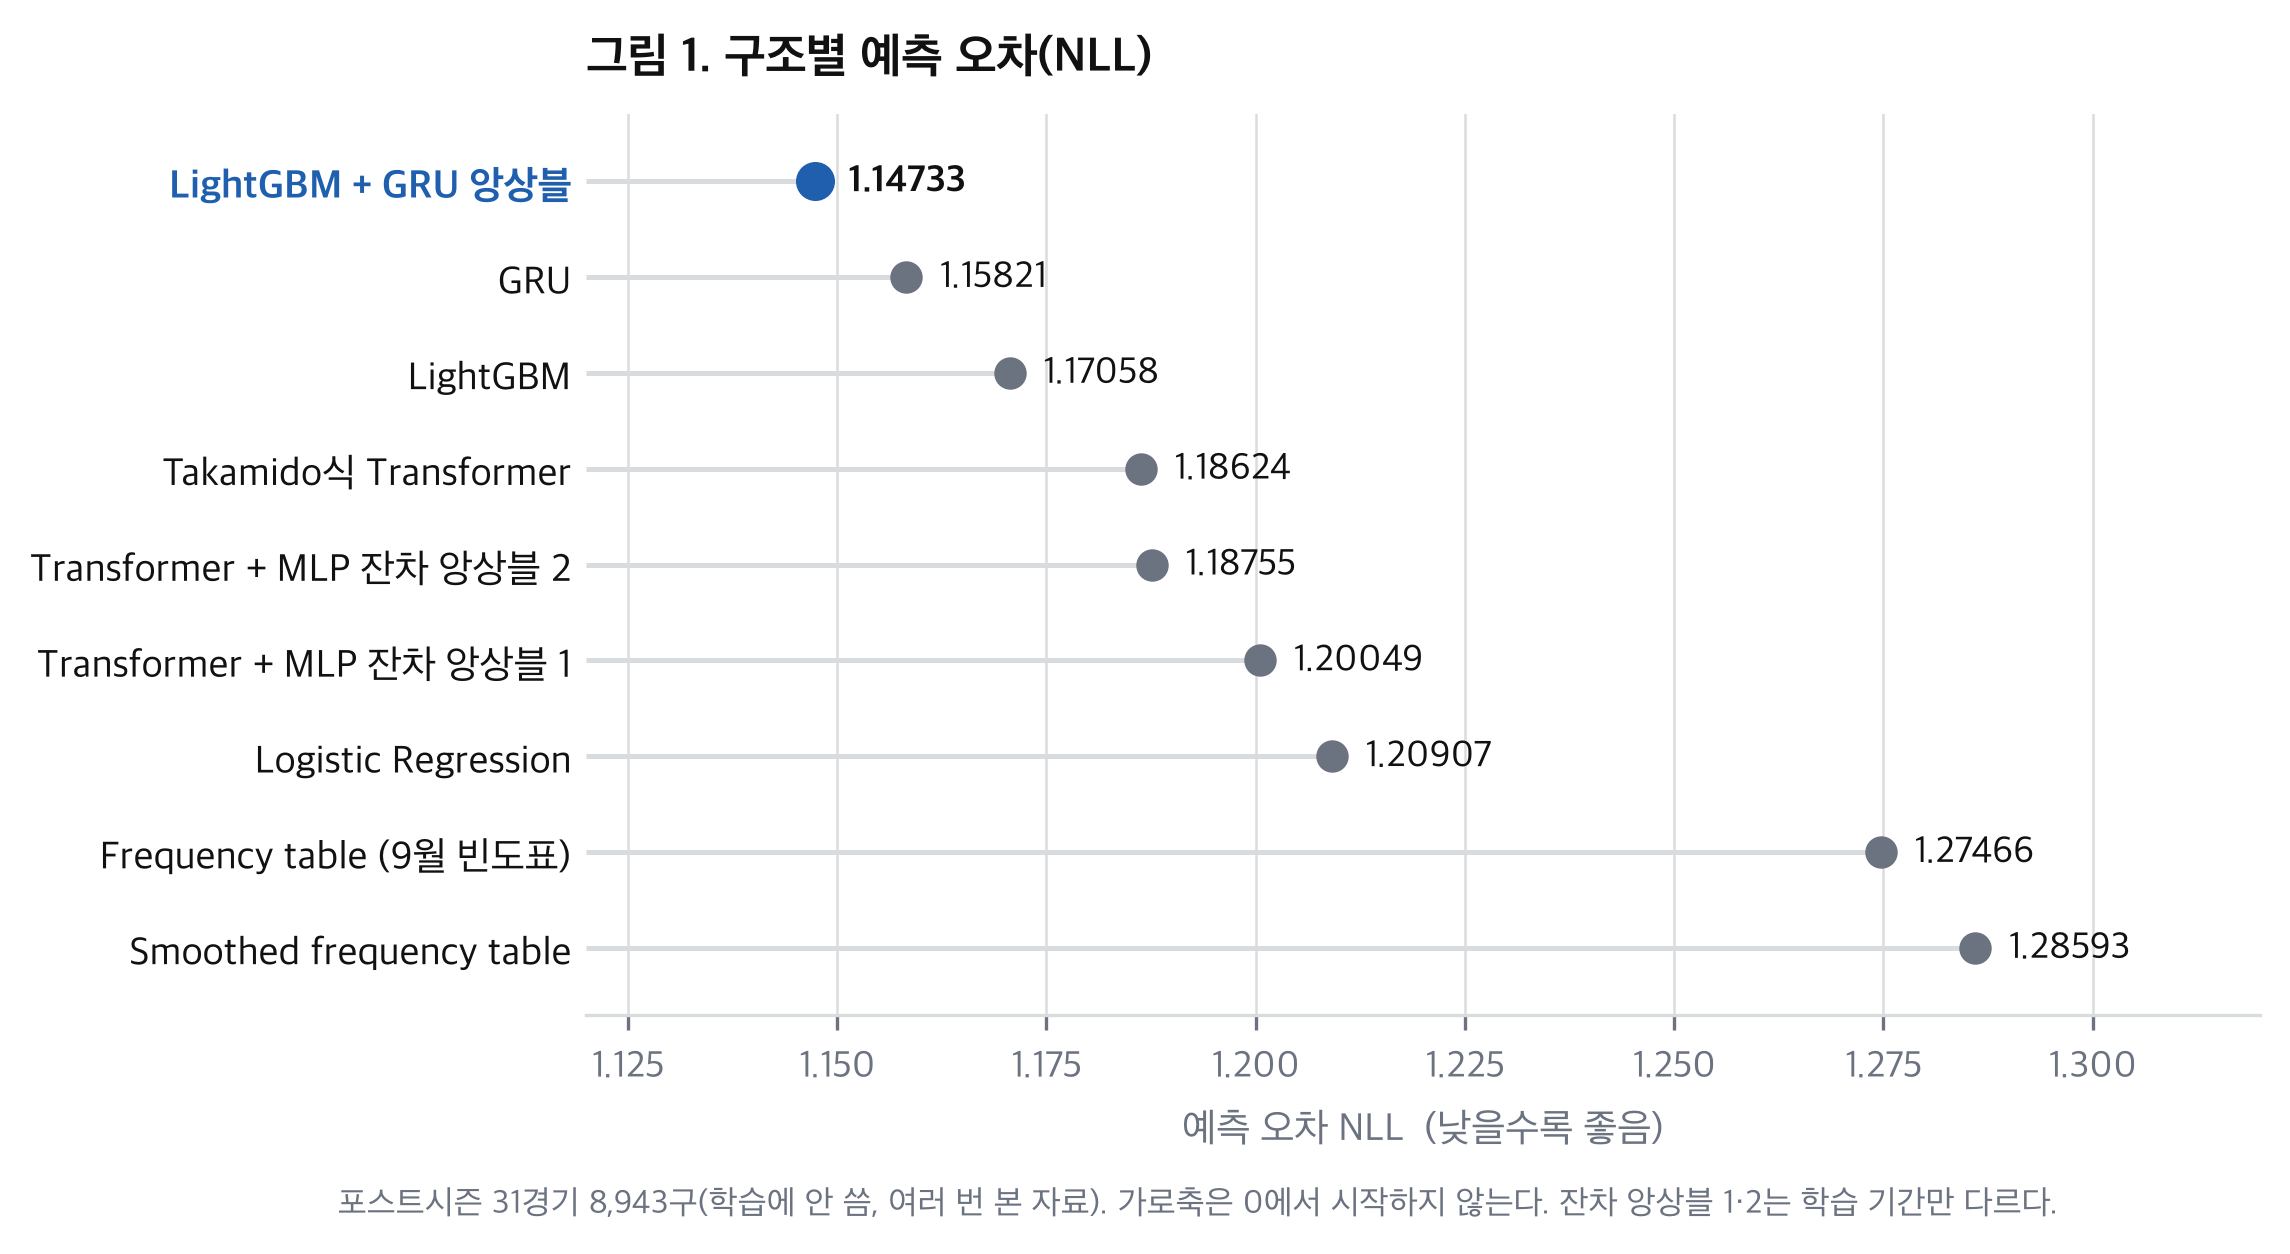 그림 1. 구조별 예측 오차(NLL)
LightGBM + GRU 앙상블 1.14733
GRU 1.15821
LightGBM 1.17058
Takamido식 Transformer 1.18624
Transformer + MLP 잔차 앙상블 2 1.18755
Transformer + MLP 잔차 앙상블 1 1.20049
Logistic Regression 1.20907
Frequency table (9월 빈도표) 1.27466
Smoothed frequency table 1.28593
1.125 1.150 1.175 1.200 1.225 1.250 1.275 1.300
예측 오차 NLL (낮을수록 좋음)
포스트시즌 31경기 8,943구(학습에 안 씀, 여러 번 본 자료). 가로축은 0에서 시작하지 않는다. 잔차 앙상블 1·2는 학습 기간만 다르다.